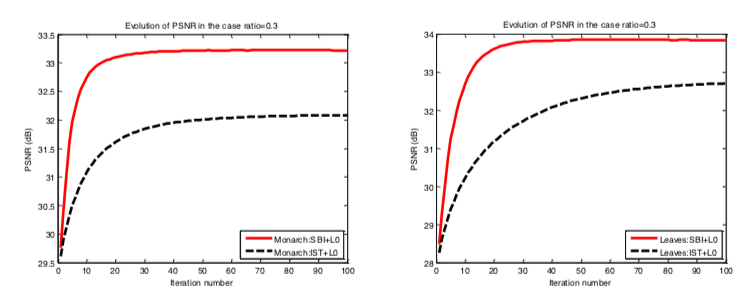 Evolution of PSNR in the case ratio=0.3
33.5
33
32.5
32
31.5
31
30.5
30
29.5
PSNR (dB)
0 10 20 30 40 50 60 70 80 90 100
Iteration number
Monarch:SBI+L0
Monarch:IST+L0
Evolution of PSNR in the case ratio=0.3
34
33
32
31
30
29
28
PSNR (dB)
0 10 20 30 40 50 60 70 80 90 100
Iteration number
Leaves:SBI+L0
Leaves:IST+L0